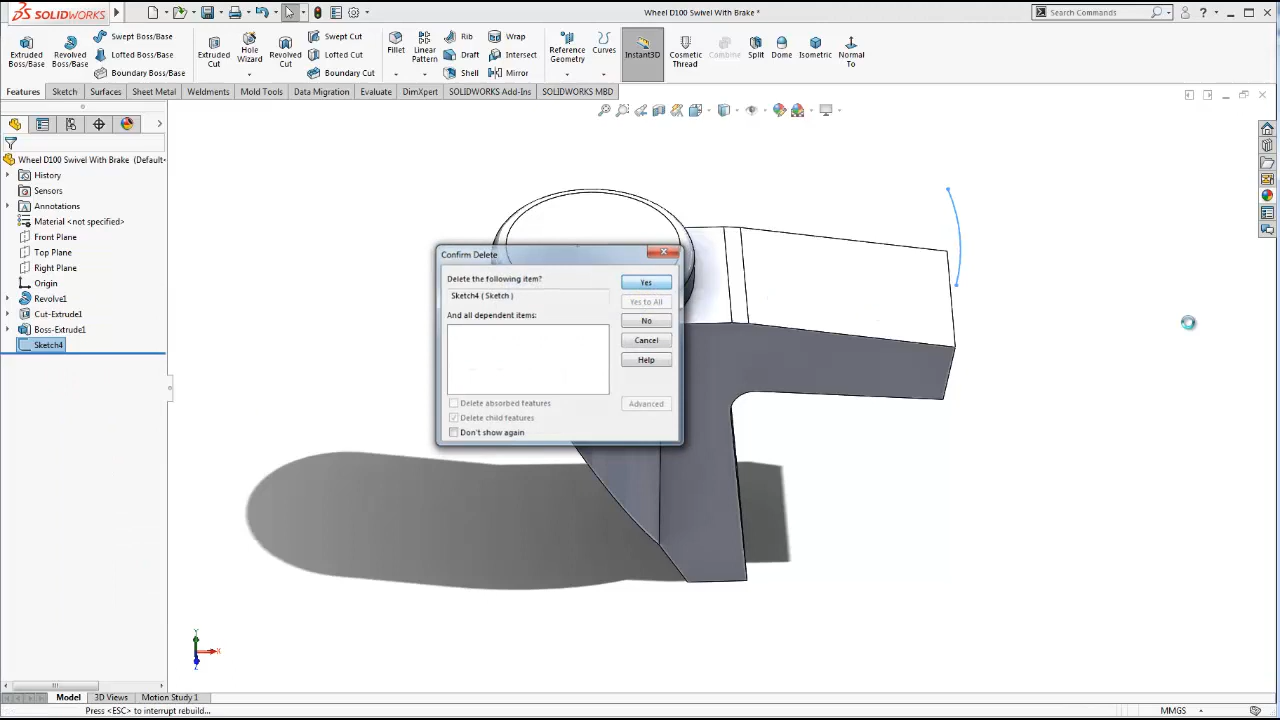 SOLIDWORKS
Wheel D100 Swivel With Brake *
Search Commands
Extruded Boss/Base
Revolved Boss/Base
Swept Boss/Base
Lofted Boss/Base
Boundary Boss/Base
Extruded Cut
Hole Wizard
Revolved Cut
Swept Cut
Lofted Cut
Boundary Cut
Fillet
Linear Pattern
Rib
Draft
Shell
Wrap
Intersect
Mirror
Reference Geometry
Curves
Instant3D
Cosmetic Thread
Combine
Split
Dome
Isometric
Normal To
Features
Sketch
Surfaces
Sheet Metal
Weldments
Mold Tools
Data Migration
Evaluate
DimXpert
SOLIDWORKS Add-Ins
SOLIDWORKS MBD
Wheel D100 Swivel With Brake (Default<
History
Sensors
Annotations
Material <not specified>
Front Plane
Top Plane
Right Plane
Origin
Revolve1
Cut-Extrude1
Boss-Extrude1
Sketch4
Confirm Delete
Delete the following item?
Sketch4 ( Sketch )
And all dependent items:
Yes
Yes to All
No
Cancel
Help
Advanced
Delete absorbed features
Delete child features
Don't show again
Y
X
Z
Model
3D Views
Motion Study 1
Press <ESC> to interrupt rebuild...
MMGS